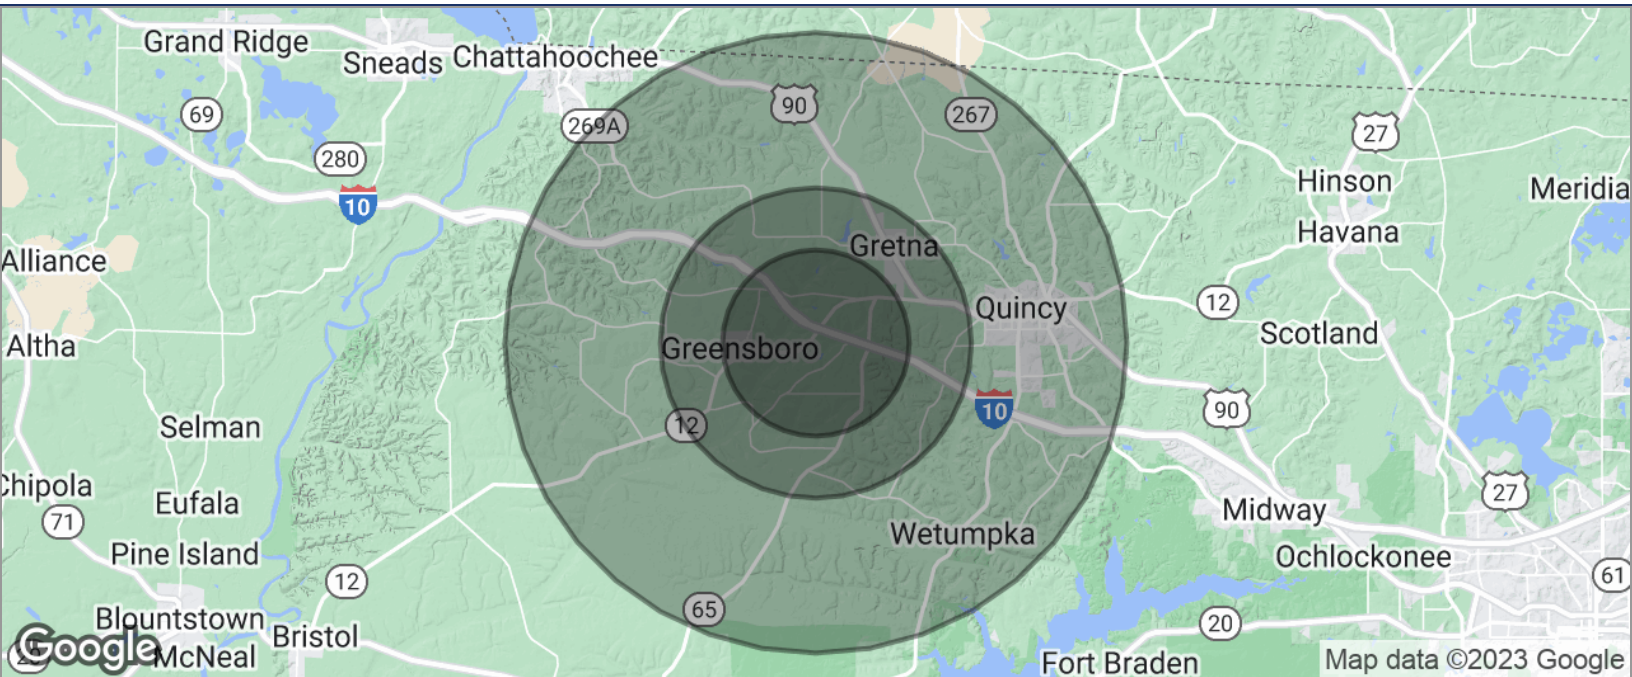 Grand Ridge
Sneads
Chattahoochee
69
269A
90
267
27
280
10
Hinson
Meridia
Havana
Alliance
Gretna
12
Quincy
Scotland
Altha
Greensboro
10
90
12
Selman
Chipola
Eufala
27
71
Midway
Wetumpka
Pine Island
Ochlockonee
12
61
65
Blountstown
Bristol
20
Google
McNeal
Fort Braden
Map data ©2023 Google